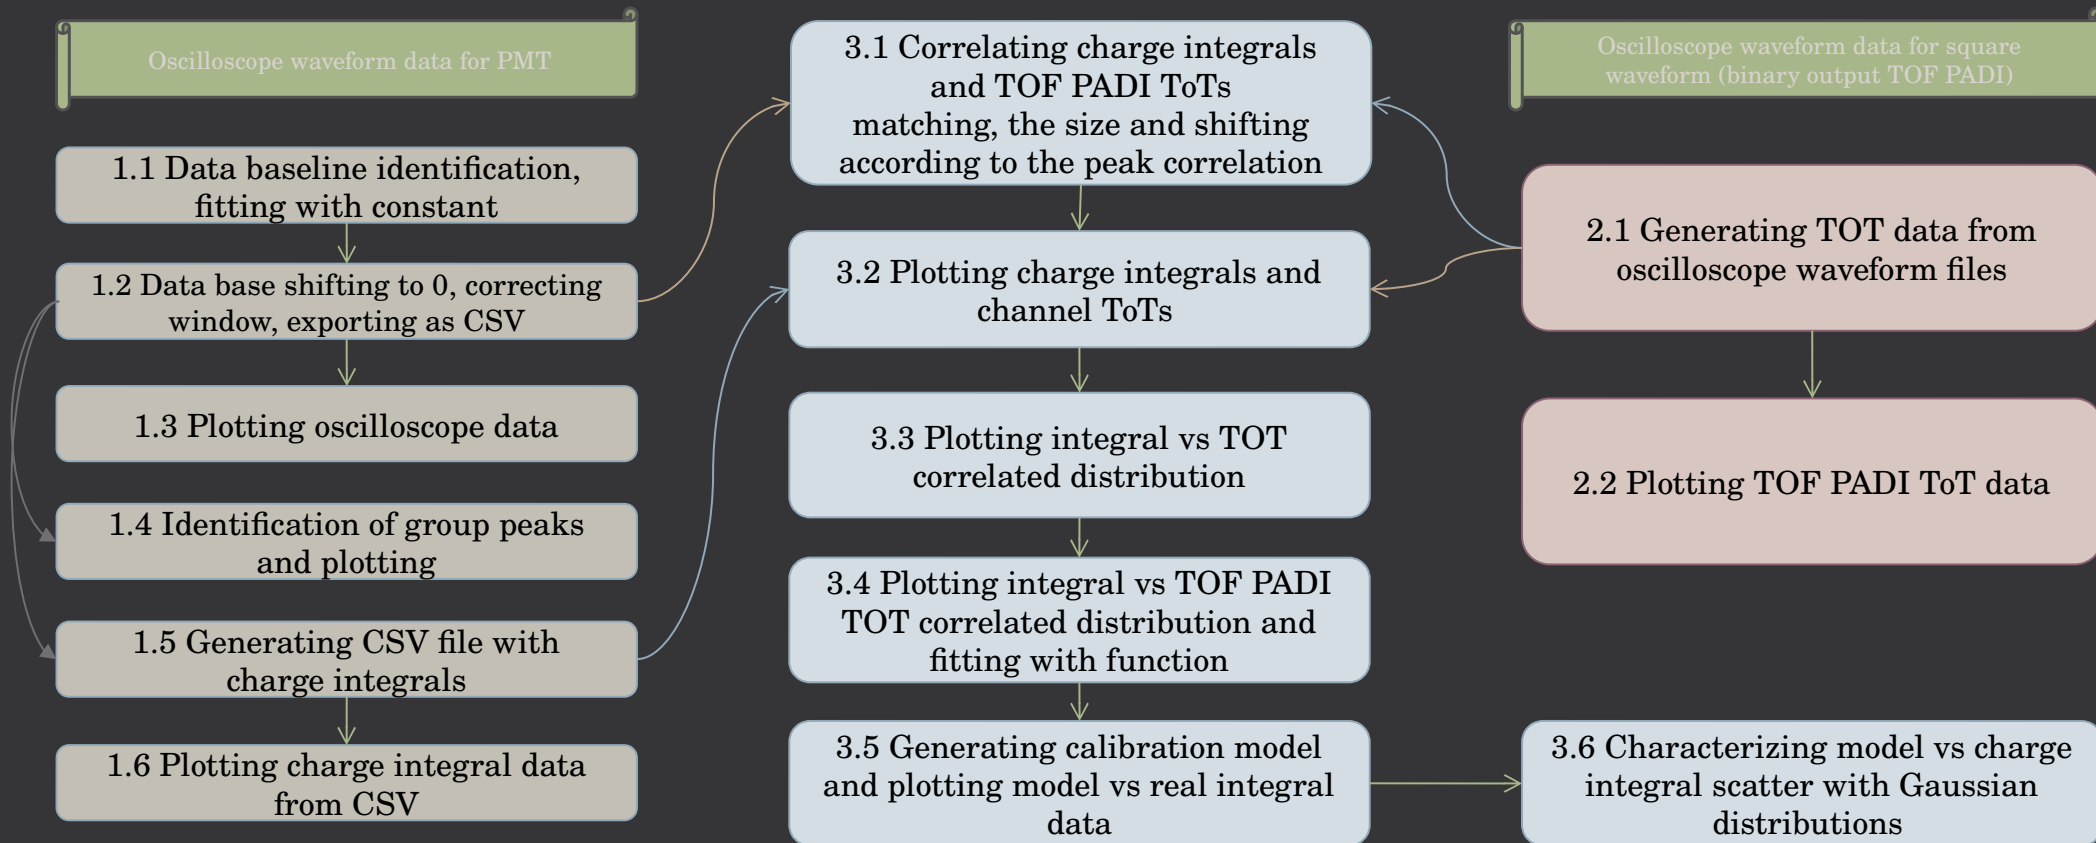 Oscilloscope waveform data for PMT
1.1 Data baseline identification,
fitting with constant
1.2 Data base shifting to 0, correcting
window, exporting as CSV
1.3 Plotting oscilloscope data
1.4 Identification of group peaks
and plotting
1.5 Generating CSV file with
charge integrals
1.6 Plotting charge integral data
from CSV
3.1 Correlating charge integrals
and TOF PADI ToTs
matching, the size and shifting
according to the peak correlation
3.2 Plotting charge integrals and
channel ToTs
3.3 Plotting integral vs TOT
correlated distribution
3.4 Plotting integral vs TOF PADI
TOT correlated distribution and
fitting with function
3.5 Generating calibration model
and plotting model vs real integral
data
Oscilloscope waveform data for square
waveform (binary output TOF PADI)
2.1 Generating TOT data from
oscilloscope waveform files
2.2 Plotting TOF PADI ToT data
3.6 Characterizing model vs charge
integral scatter with Gaussian
distributions